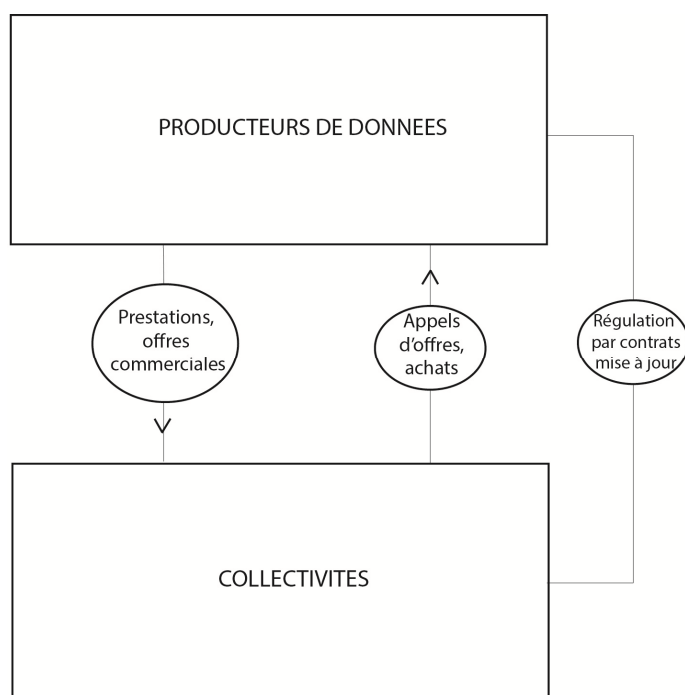 PRODUCTEURS DE DONNEES
Prestations,
offres
commerciales
Appels
d'offres,
achats
Régulation
par contrats
mise à jour
COLLECTIVITES